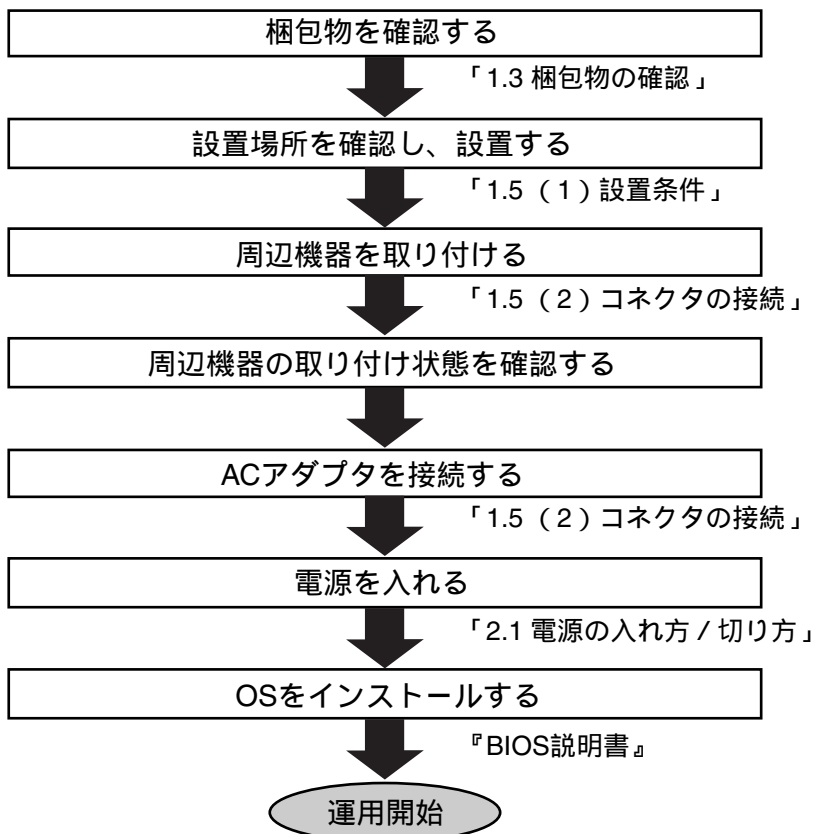 梱包物を確認する
「1.3 梱包物の確認」
設置場所を確認し、設置する
「1.5 (1)設置条件」
周辺機器を取り付ける
「1.5 (2)コネクタの接続」
周辺機器の取り付け状態を確認する
ACアダプタを接続する
「1.5 (2)コネクタの接続」
電源を入れる
「2.1 電源の入れ方 / 切り方」
OSをインストールする
『BIOS説明書』
運用開始